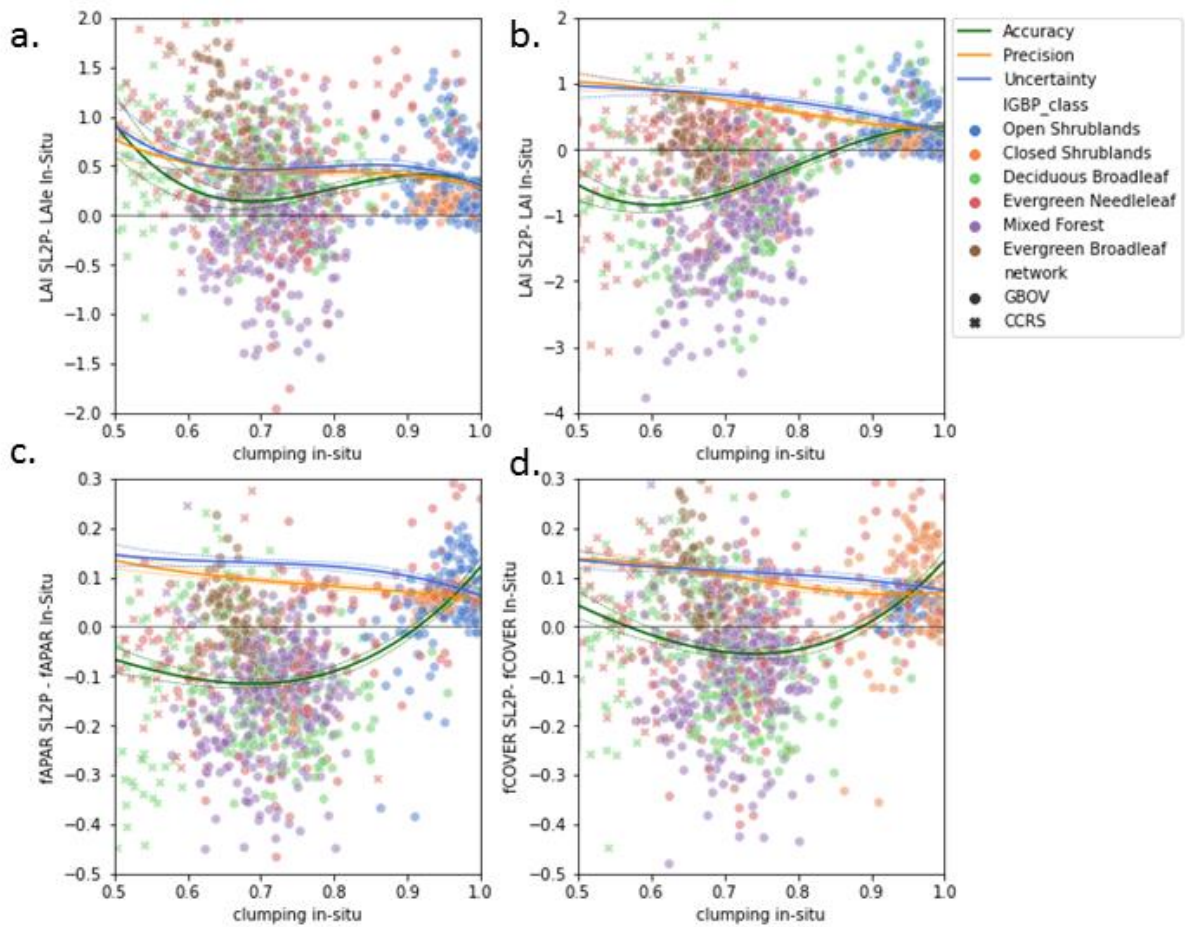 a.
2.0
1.5
1.0
0.5
0.0
−0.5
−1.0
−1.5
−2.0
LAI SL2P- LAIe In-Situ
0.5 0.6 0.7 0.8 0.9 1.0
clumping in-situ
b.
2
1
0
−1
−2
−3
−4
LAI SL2P- LAI In-Situ
0.5 0.6 0.7 0.8 0.9 1.0
clumping in-situ
Accuracy
Precision
Uncertainty
IGBP_class
Open Shrublands
Closed Shrublands
Deciduous Broadleaf
Evergreen Needleleaf
Mixed Forest
Evergreen Broadleaf
network
GBOV
CCRS
c.
0.3
0.2
0.1
0.0
−0.1
−0.2
−0.3
−0.4
−0.5
fAPAR SL2P - fAPAR In-Situ
0.5 0.6 0.7 0.8 0.9 1.0
clumping in-situ
d.
0.3
0.2
0.1
0.0
−0.1
−0.2
−0.3
−0.4
−0.5
fCOVER SL2P- fCOVER In-Situ
0.5 0.6 0.7 0.8 0.9 1.0
clumping in-situ